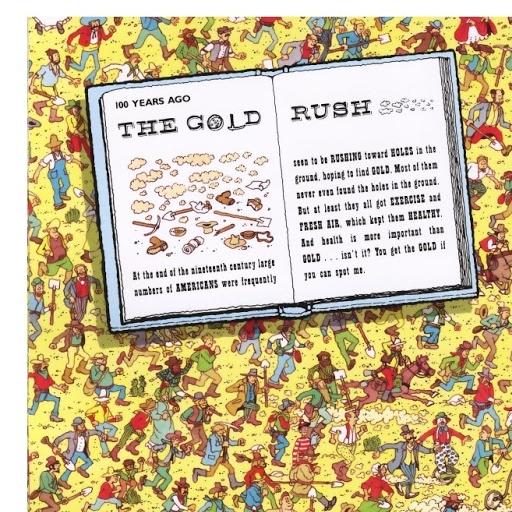 100 YEARS AGO
THE GOLD RUSH
At the end of the nineteenth century large
numbers of AMERICANS were frequently
seen to be RUSHING toward HOLES in the
ground, hoping to find GOLD. Most of them
never even found the holes in the ground.
But at least they all got EXERCISE and
FRESH AIR, which kept them HEALTHY.
And health is more important than
GOLD . . . isn't it? You get the GOLD if
you can spot me.